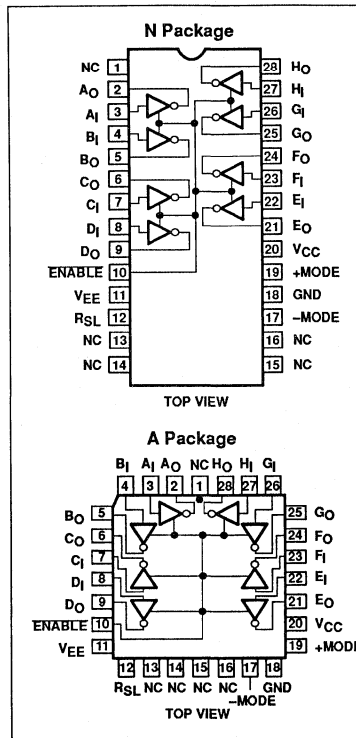 N Package
NC 1 28 HO
AO 2 27 HI
AI 3 26 GI
BI 4 25 GO
BO 5 24 FO
CO 6 23 FI
CI 7 22 EI
DI 8 21 EO
DO 9 20 VCC
ENABLE 10 19 +MODE
VEE 11 18 GND
RSL 12 17 –MODE
NC 13 16 NC
NC 14 15 NC
TOP VIEW
A Package
BI AI AO NC HO HI GI
4 3 2 1 28 27 26
BO 5 25 GO
CO 6 24 FO
CI 7 23 FI
DI 8 22 EI
DO 9 21 EO
ENABLE 10 20 VCC
VEE 11 19 +MODE
12 13 14 15 16 17 18
RSL NC NC NC NC –MODE GND
TOP VIEW